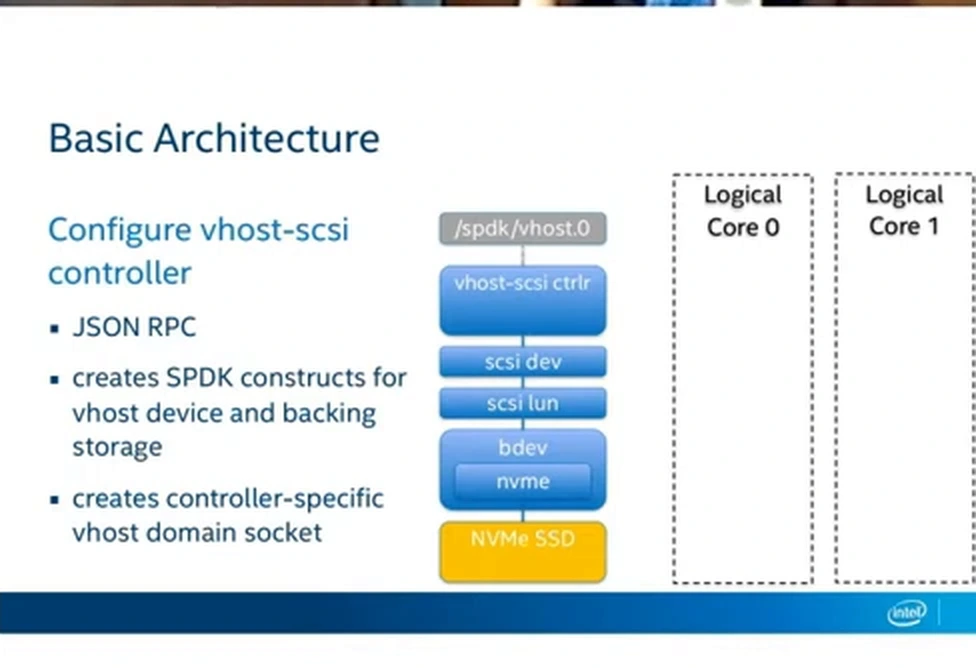 Basic Architecture
Configure vhost-scsi
controller
▪ JSON RPC
▪ creates SPDK constructs for
vhost device and backing
storage
▪ creates controller-specific
vhost domain socket
/spdk/vhost.0
vhost-scsi ctrlr
scsi dev
scsi lun
bdev
nvme
NVMe SSD
Logical
Core 0
Logical
Core 1
intel